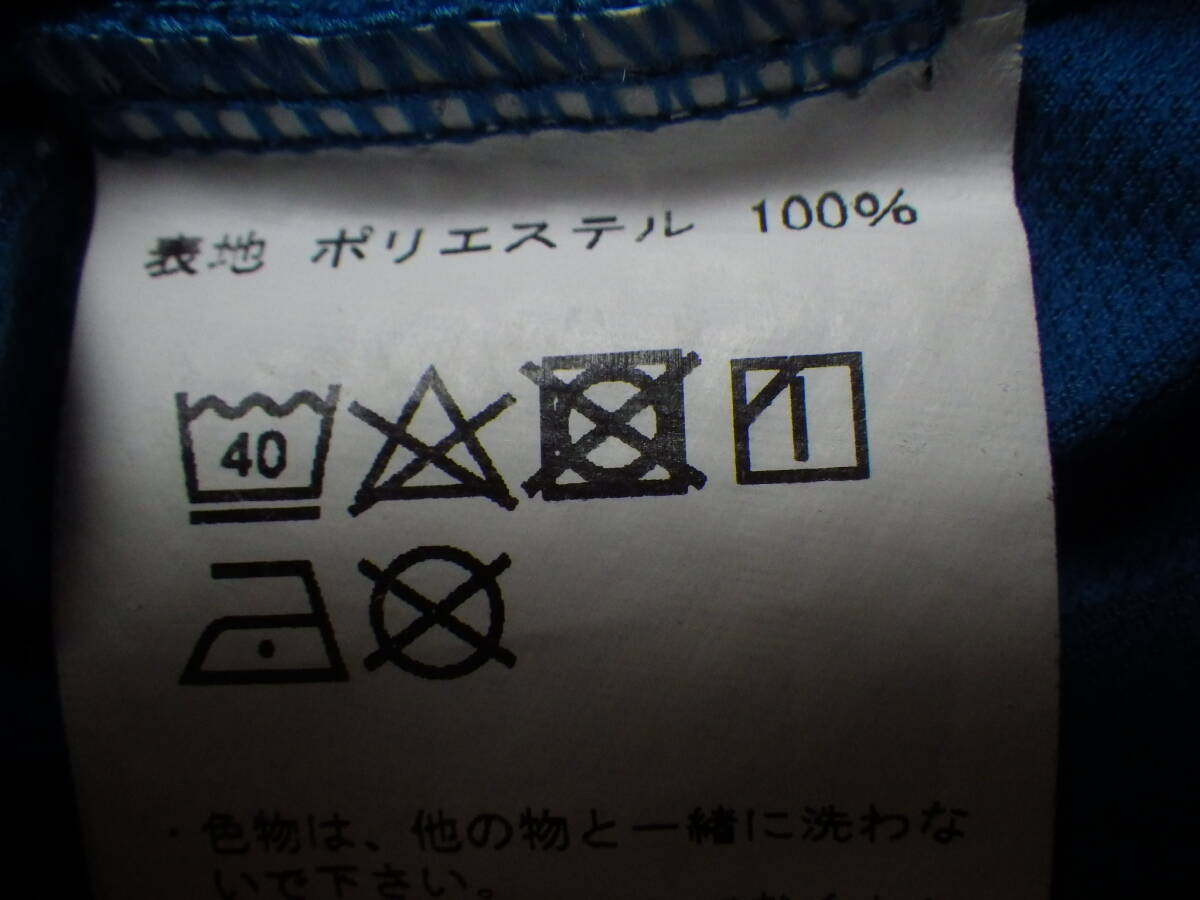 表地 ポリエステル 100%
40
・色物は、他の物と一緒に洗わな
いで下さい。